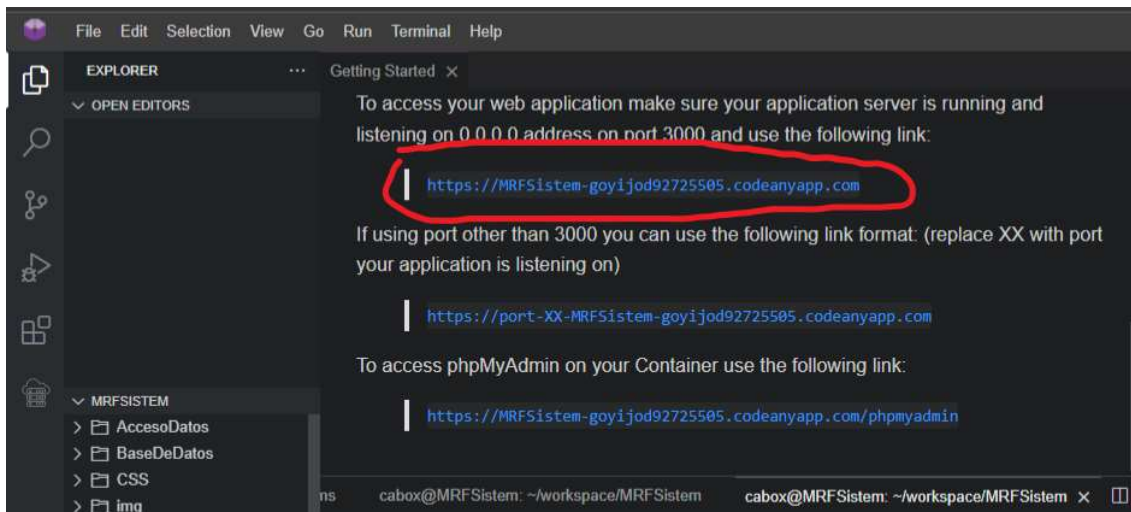 File Edit Selection View Go Run Terminal Help
EXPLORER
Getting Started
OPEN EDITORS
To access your web application make sure your application server is running and
listening on 0.0.0.0 address on port 3000 and use the following link:
https://MRFSistem-goyijod92725505.codeanyapp.com
If using port other than 3000 you can use the following link format: (replace XX with port
your application is listening on)
https://port-XX-MRFSistem-goyijod92725505.codeanyapp.com
To access phpMyAdmin on your Container use the following link:
https://MRFSistem-goyijod92725505.codeanyapp.com/phpmyadmin
MRFSISTEM
AccesoDatos
BaseDeDatos
CSS
img
ms cabox@MRFSistem: ~/workspace/MRFSistem cabox@MRFSistem: ~/workspace/MRFSistem